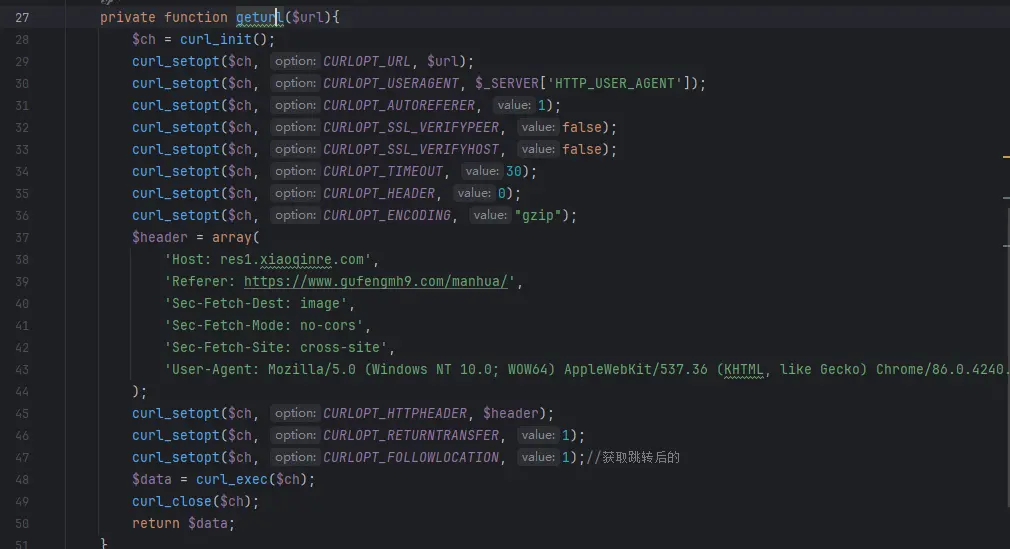 27 private function geturl($url){
28 $ch = curl_init();
29 curl_setopt($ch, option: CURLOPT_URL, $url);
30 curl_setopt($ch, option: CURLOPT_USERAGENT, $_SERVER['HTTP_USER_AGENT']);
31 curl_setopt($ch, option: CURLOPT_AUTOREFERER, value: 1);
32 curl_setopt($ch, option: CURLOPT_SSL_VERIFYPEER, value: false);
33 curl_setopt($ch, option: CURLOPT_SSL_VERIFYHOST, value: false);
34 curl_setopt($ch, option: CURLOPT_TIMEOUT, value: 30);
35 curl_setopt($ch, option: CURLOPT_HEADER, value: 0);
36 curl_setopt($ch, option: CURLOPT_ENCODING, value: "gzip");
37 $header = array(
38 'Host: res1.xiaoqinre.com',
39 'Referer: https://www.gufengmh9.com/manhua/',
40 'Sec-Fetch-Dest: image',
41 'Sec-Fetch-Mode: no-cors',
42 'Sec-Fetch-Site: cross-site',
43 'User-Agent: Mozilla/5.0 (Windows NT 10.0; WOW64) AppleWebKit/537.36 (KHTML, like Gecko) Chrome/86.0.4240.
44 );
45 curl_setopt($ch, option: CURLOPT_HTTPHEADER, $header);
46 curl_setopt($ch, option: CURLOPT_RETURNTRANSFER, value: 1);
47 curl_setopt($ch, option: CURLOPT_FOLLOWLOCATION, value: 1);//获取跳转后的
48 $data = curl_exec($ch);
49 curl_close($ch);
50 return $data;
51 }